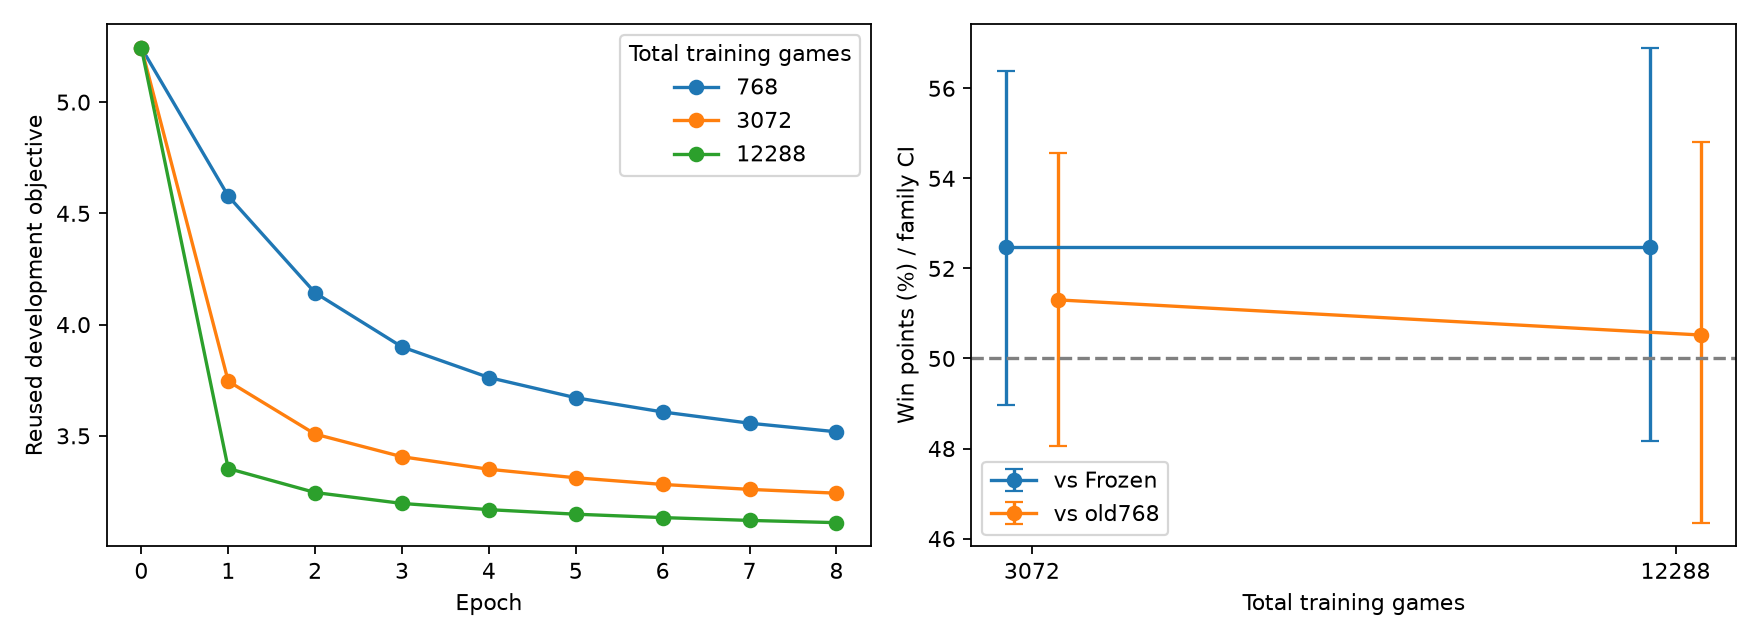 Reused development objective
5.0
4.5
4.0
3.5
0 1 2 3 4 5 6 7 8
Epoch
Total training games
768
3072
12288
Win points (%) / family CI
56
54
52
50
48
46
3072 12288
Total training games
vs Frozen
vs old768